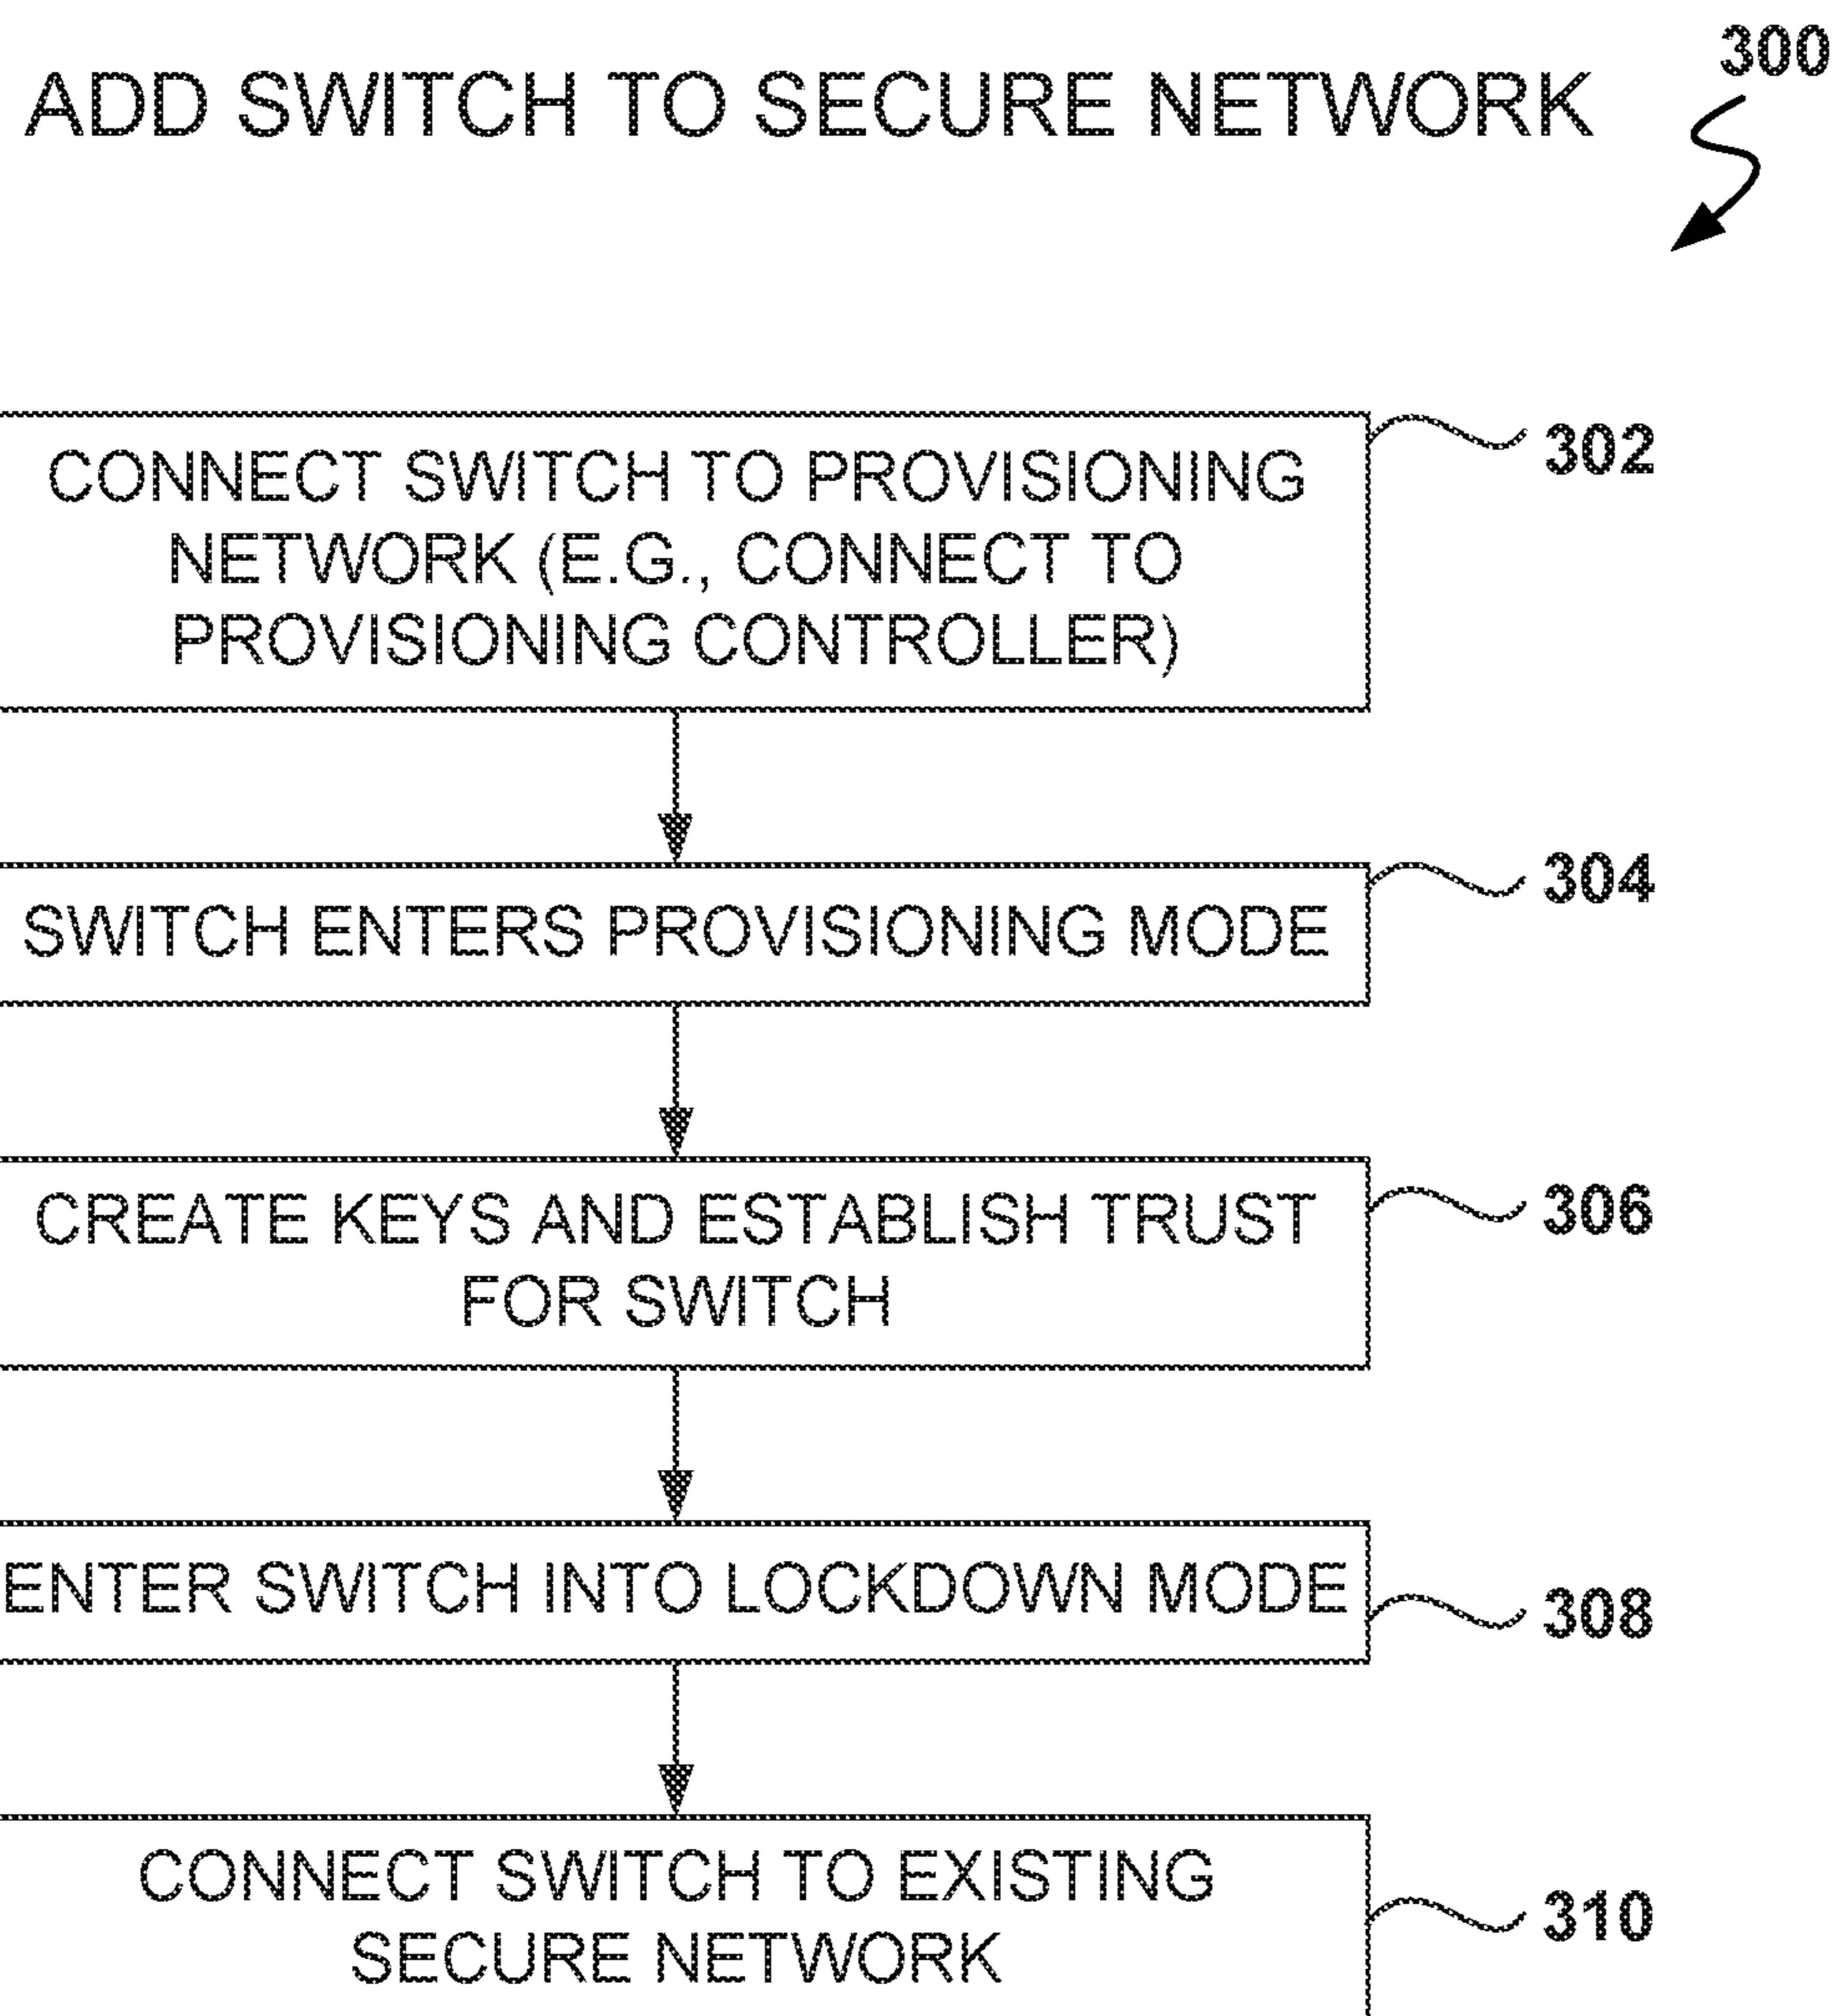 300
ADD SWITCH TO SECURE NETWORK
CONNECT SWITCH TO PROVISIONING
NETWORK (E.G., CONNECT TO
PROVISIONING CONTROLLER)
302
SWITCH ENTERS PROVISIONING MODE
304
CREATE KEYS AND ESTABLISH TRUST
FOR SWITCH
306
ENTER SWITCH INTO LOCKDOWN MODE
308
CONNECT SWITCH TO EXISTING
SECURE NETWORK
310